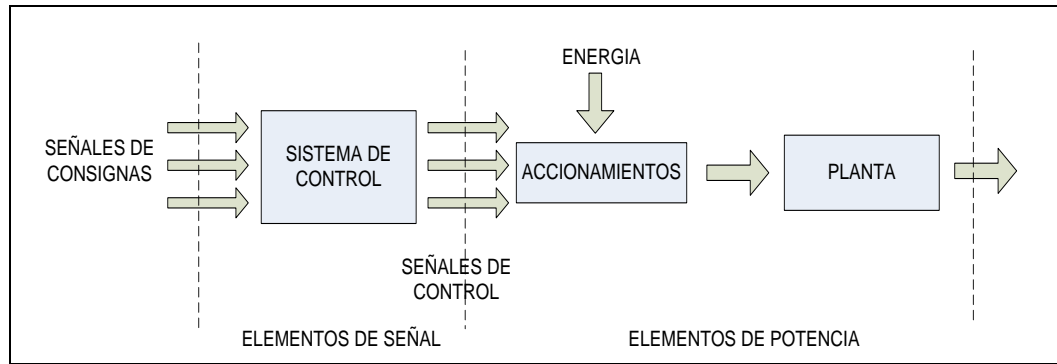 ENERGIA
SEÑALES DE
CONSIGNAS
SISTEMA DE
CONTROL
ACCIONAMIENTOS
PLANTA
SEÑALES DE
CONTROL
ELEMENTOS DE SEÑAL
ELEMENTOS DE POTENCIA